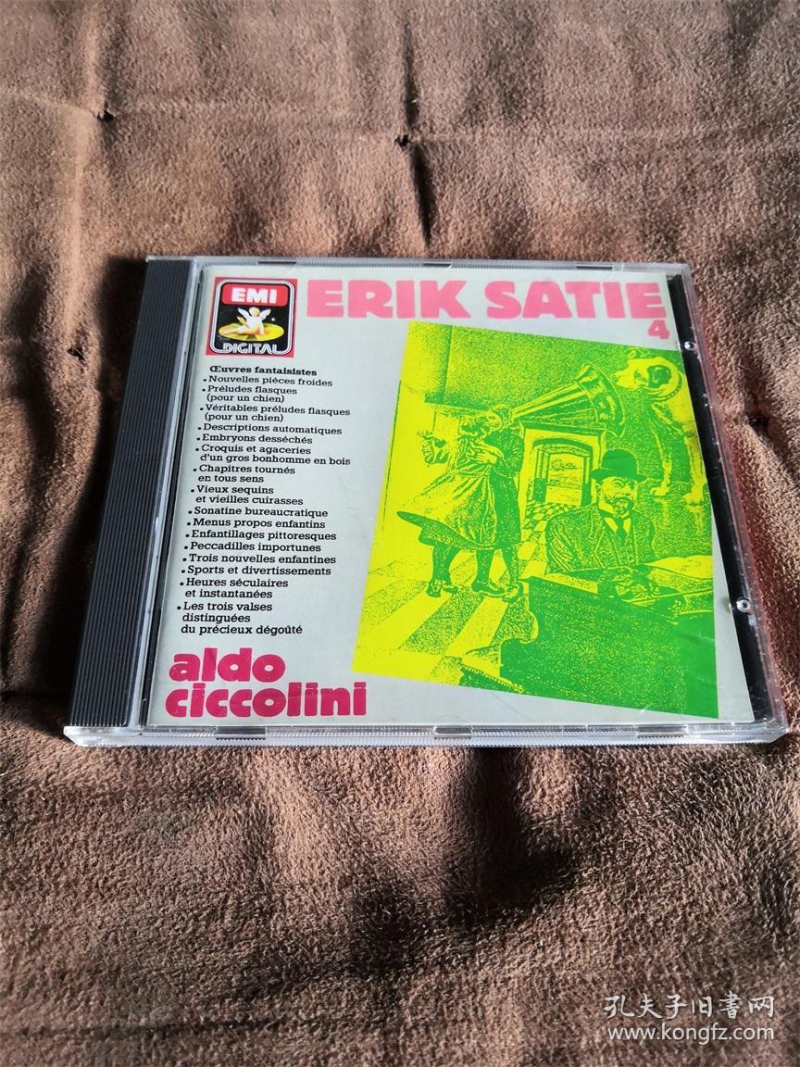 EMI
DIGITAL
ERIK SATIE
4
Œuvres fantaisistes
• Nouvelles pièces froides
• Préludes flasques
(pour un chien)
• Véritables préludes flasques
(pour un chien)
• Descriptions automatiques
• Embryons desséchés
• Croquis et agaceries
d'un gros bonhomme en bois
• Chapitres tournés
en tous sens
• Vieux sequins
et vieilles cuirasses
• Sonatine bureaucratique
• Menus propos enfantins
• Enfantillages pittoresques
• Peccadilles importunes
• Trois nouvelles enfantines
• Sports et divertissements
• Heures séculaires
et instantanées
• Les trois valses
distinguées
du précieux dégoûté
aldo
ciccolini
孔夫子旧書网
www.kongfz.com